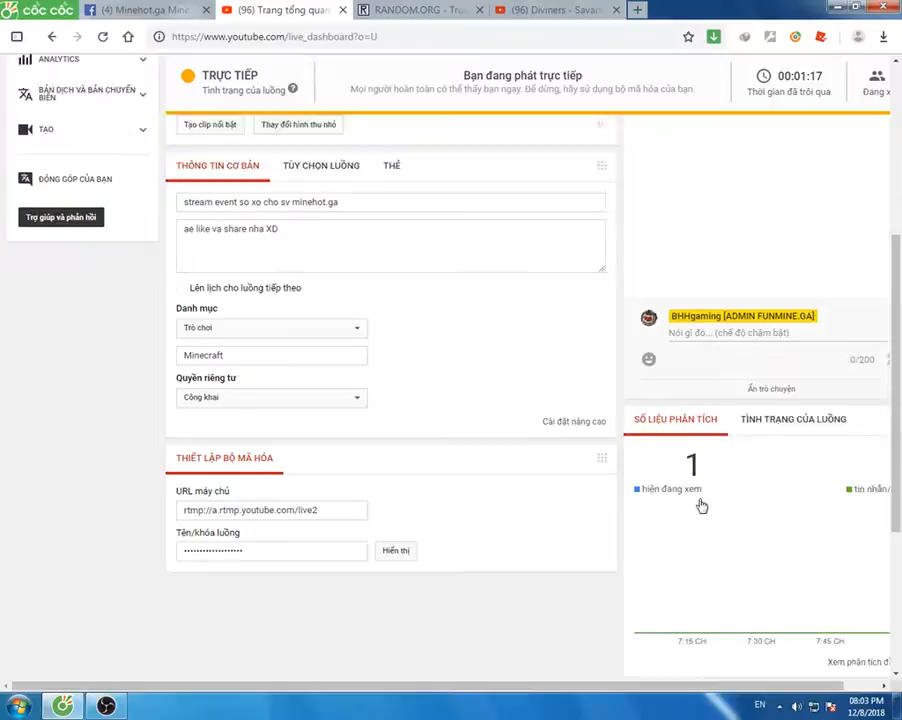 cốc cốc
(4) Minehot.ga Mine
(96) Trang tổng quan
RANDOM.ORG - Tru
(96) Diviners - Savan
https://www.youtube.com/live_dashboard?o=U
ANALYTICS
BẢN DỊCH VÀ BẢN CHUYỂN
BIÊN
TẠO
ĐÓNG GÓP CỦA BẠN
Trợ giúp và phản hồi
TRỰC TIẾP
Tình trạng của luồng
Bạn đang phát trực tiếp
Mọi người hoàn toàn có thể thấy bạn ngay. Để dừng, hãy sử dụng bộ mã hóa của bạn.
00:01:17
Thời gian đã trôi qua
Đang x
Tạo clip nổi bật
Thay đổi hình thu nhỏ
THÔNG TIN CƠ BẢN
TÙY CHỌN LUỒNG
THẺ
stream event so xo cho sv minehot.ga
ae like va share nha XD
Lên lịch cho luồng tiếp theo
Danh mục
Trò chơi
Minecraft
Quyền riêng tư
Công khai
Cài đặt nâng cao
THIẾT LẬP BỘ MÃ HÓA
URL máy chủ
rtmp://a.rtmp.youtube.com/live2
Tên/khóa luồng
••••••••••••••••••••
Hiển thị
BHHgaming [ADMIN FUNMINE.GA]
Nói gì đó... (chế độ chậm bật)
0/200
Ẩn trò chuyện
SỐ LIỆU PHÂN TÍCH
TÌNH TRẠNG CỦA LUỒNG
1
hiện đang xem
tin nhắn/
7:15 CH
7:30 CH
7:45 CH
Xem phân tích đ
EN
08:03 PM
12/8/2018